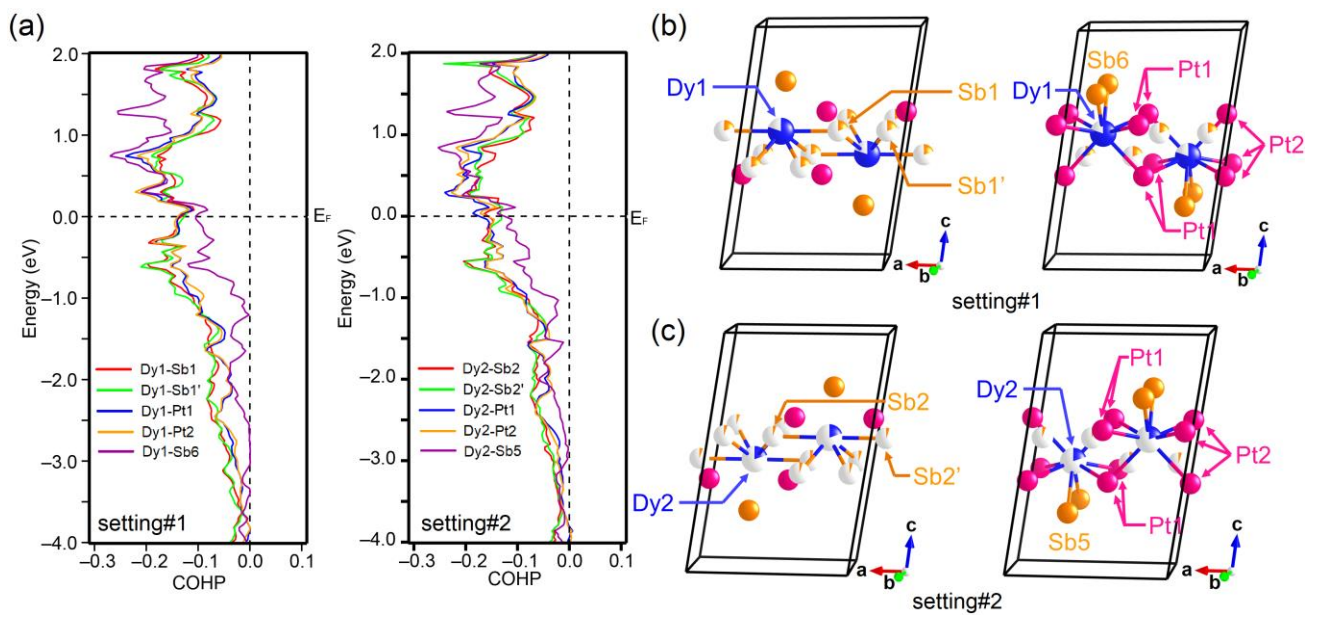 (a)
2.0
1.0
0.0
–1.0
–2.0
–3.0
–4.0
Energy (eV)
EF
Dy1-Sb1
Dy1-Sb1'
Dy1-Pt1
Dy1-Pt2
Dy1-Sb6
setting#1
–0.3
–0.2
–0.1
0.0
0.1
COHP
2.0
1.0
0.0
–1.0
–2.0
–3.0
–4.0
Energy (eV)
EF
Dy2-Sb2
Dy2-Sb2'
Dy2-Pt1
Dy2-Pt2
Dy2-Sb5
setting#2
–0.3
–0.2
–0.1
0.0
0.1
COHP
(b)
Dy1
Sb1
Sb1'
a
b
c
Sb6
Pt1
Dy1
Pt2
Pt1
a
b
c
setting#1
(c)
Sb2
Sb2'
Dy2
a
b
c
Pt1
Dy2
Pt2
Pt1
Sb5
a
b
c
setting#2